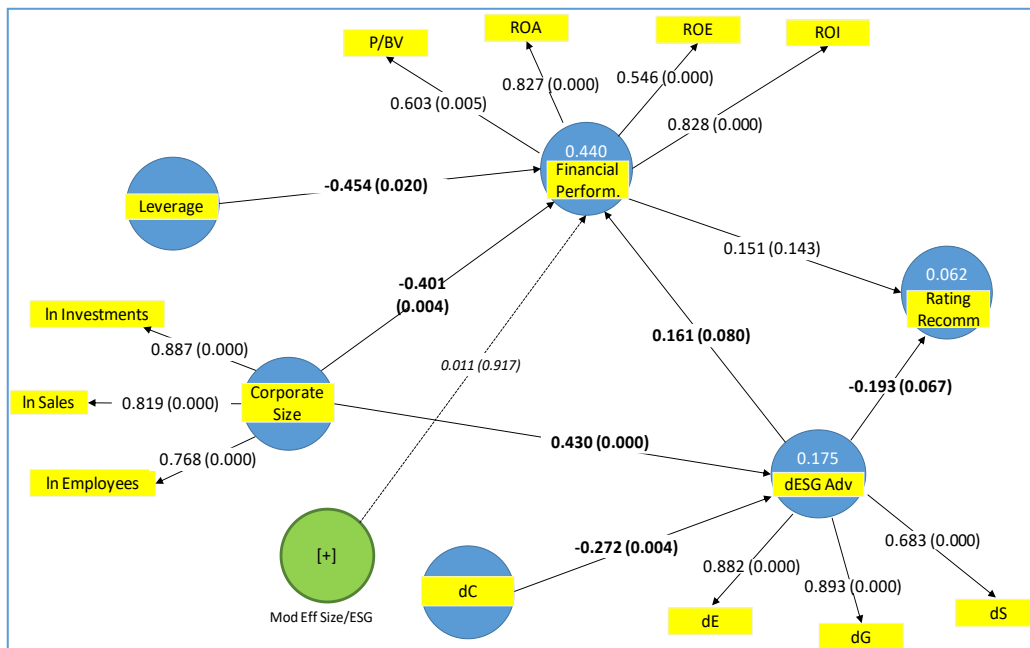 P/BV
ROA
ROE
ROI
0.603 (0.005)
0.827 (0.000)
0.546 (0.000)
0.828 (0.000)
0.440
Financial
Perform.
Leverage
-0.454 (0.020)
0.151 (0.143)
0.062
Rating
Recomm
-0.401
(0.004)
ln Investments
0.887 (0.000)
0.011 (0.917)
0.161 (0.080)
-0.193 (0.067)
ln Sales
0.819 (0.000)
Corporate
Size
0.768 (0.000)
ln Employees
0.430 (0.000)
0.175
dESG Adv
[+]
Mod Eff Size/ESG
-0.272 (0.004)
dC
0.882 (0.000)
0.893 (0.000)
0.683 (0.000)
dE
dG
dS